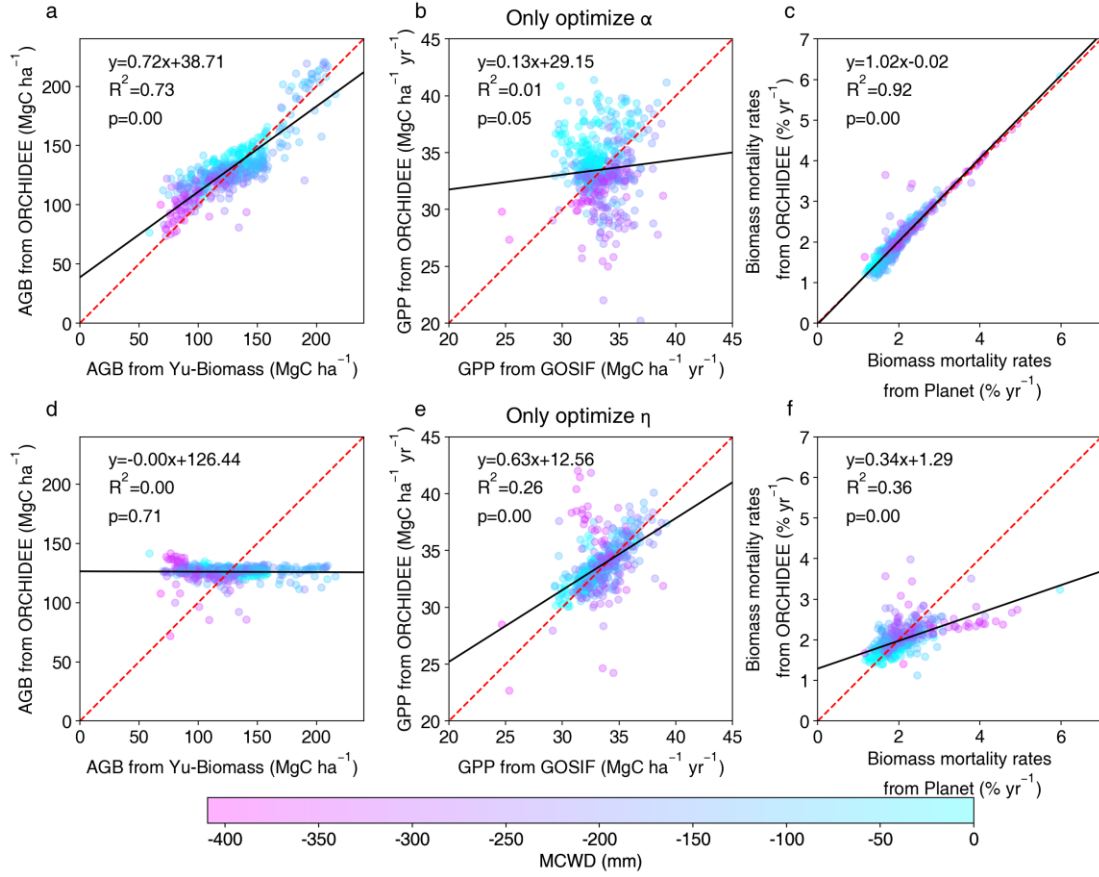 a
b
Only optimize α
c
y=0.72x+38.71
R²=0.73
p=0.00
AGB from ORCHIDEE (MgC ha⁻¹)
200
150
100
50
0
0 50 100 150 200
AGB from Yu-Biomass (MgC ha⁻¹)
y=0.13x+29.15
R²=0.01
p=0.05
GPP from ORCHIDEE (MgC ha⁻¹ yr⁻¹)
45
40
35
30
25
20
20 25 30 35 40 45
GPP from GOSIF (MgC ha⁻¹ yr⁻¹)
y=1.02x-0.02
R²=0.92
p=0.00
Biomass mortality rates
from ORCHIDEE (% yr⁻¹)
7
6
5
4
3
2
1
0
0 2 4 6
Biomass mortality rates
from Planet (% yr⁻¹)
d
e
Only optimize η
f
y=-0.00x+126.44
R²=0.00
p=0.71
AGB from ORCHIDEE (MgC ha⁻¹)
200
150
100
50
0
0 50 100 150 200
AGB from Yu-Biomass (MgC ha⁻¹)
y=0.63x+12.56
R²=0.26
p=0.00
GPP from ORCHIDEE (MgC ha⁻¹ yr⁻¹)
45
40
35
30
25
20
20 25 30 35 40 45
GPP from GOSIF (MgC ha⁻¹ yr⁻¹)
y=0.34x+1.29
R²=0.36
p=0.00
Biomass mortality rates
from ORCHIDEE (% yr⁻¹)
7
6
5
4
3
2
1
0
0 2 4 6
Biomass mortality rates
from Planet (% yr⁻¹)
-400 -350 -300 -250 -200 -150 -100 -50 0
MCWD (mm)